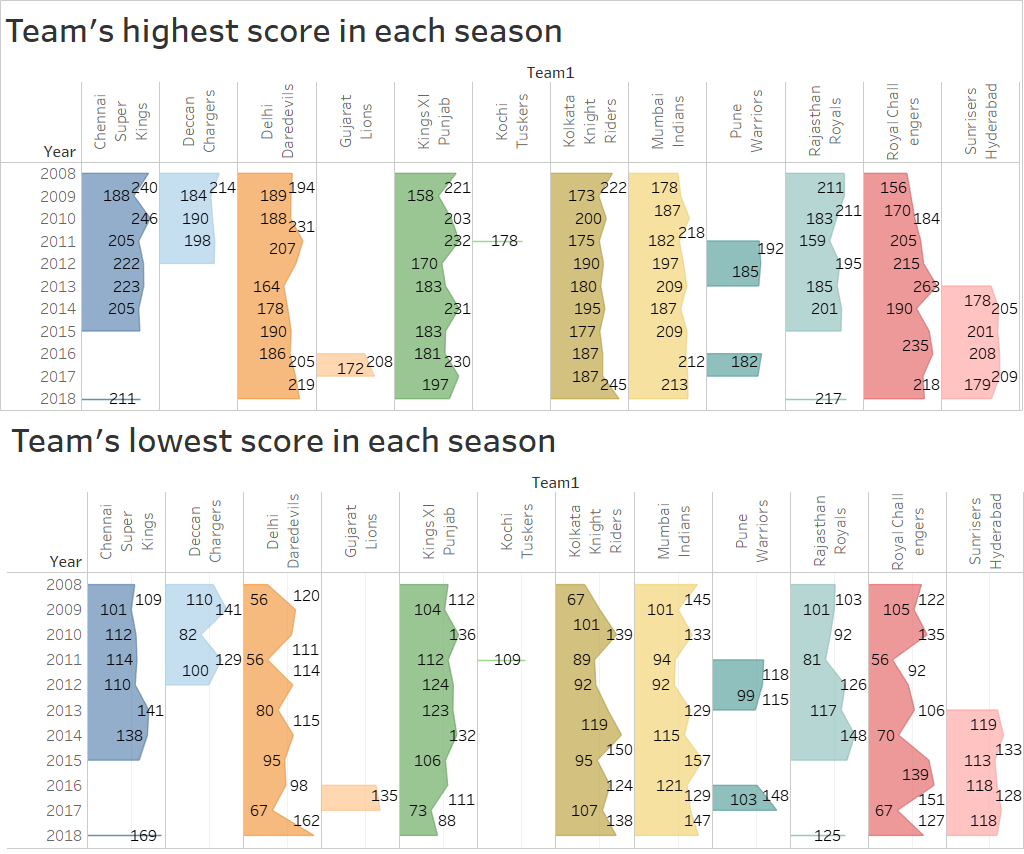 Team's highest score in each season
Team1
Year
Chennai
Super
Kings
Deccan
Chargers
Delhi
Daredevils
Gujarat
Lions
Kings XI
Punjab
Kochi
Tuskers
Kolkata
Knight
Riders
Mumbai
Indians
Pune
Warriors
Rajasthan
Royals
Royal Chall
engers
Sunrisers
Hyderabad
2008 240 214 194 221 222 178 211 156
2009 188 184 189 158 173 187 211 170
2010 246 190 188 203 200 218 183 184
2011 205 198 231 232 178 175 182 192 159 205
2012 222 207 170 190 197 185 195 215
2013 223 164 183 180 209 185 263 178
2014 205 178 231 195 187 201 190 205
2015 190 183 177 209 235 201
2016 186 205 172 208 181 230 187 212 182 208
2017 219 197 187 213 218 179 209
2018 211 245 217
Team's lowest score in each season
Team1
Year
Chennai
Super
Kings
Deccan
Chargers
Delhi
Daredevils
Gujarat
Lions
Kings XI
Punjab
Kochi
Tuskers
Kolkata
Knight
Riders
Mumbai
Indians
Pune
Warriors
Rajasthan
Royals
Royal Chall
engers
Sunrisers
Hyderabad
2008 109 110 56 120 112 67 145 103 122
2009 101 141 104 101 101 101 105
2010 112 82 111 136 139 133 92 135
2011 114 129 56 114 112 109 89 94 118 81 56 92
2012 110 100 124 92 92 99 115 126
2013 141 80 115 123 119 129 117 106 119
2014 138 132 150 115 148 70 133
2015 95 106 95 157 139 113
2016 98 135 111 124 121 129 103 148 151 118 128
2017 67 73 88 107 67 118
2018 169 162 138 147 125 127